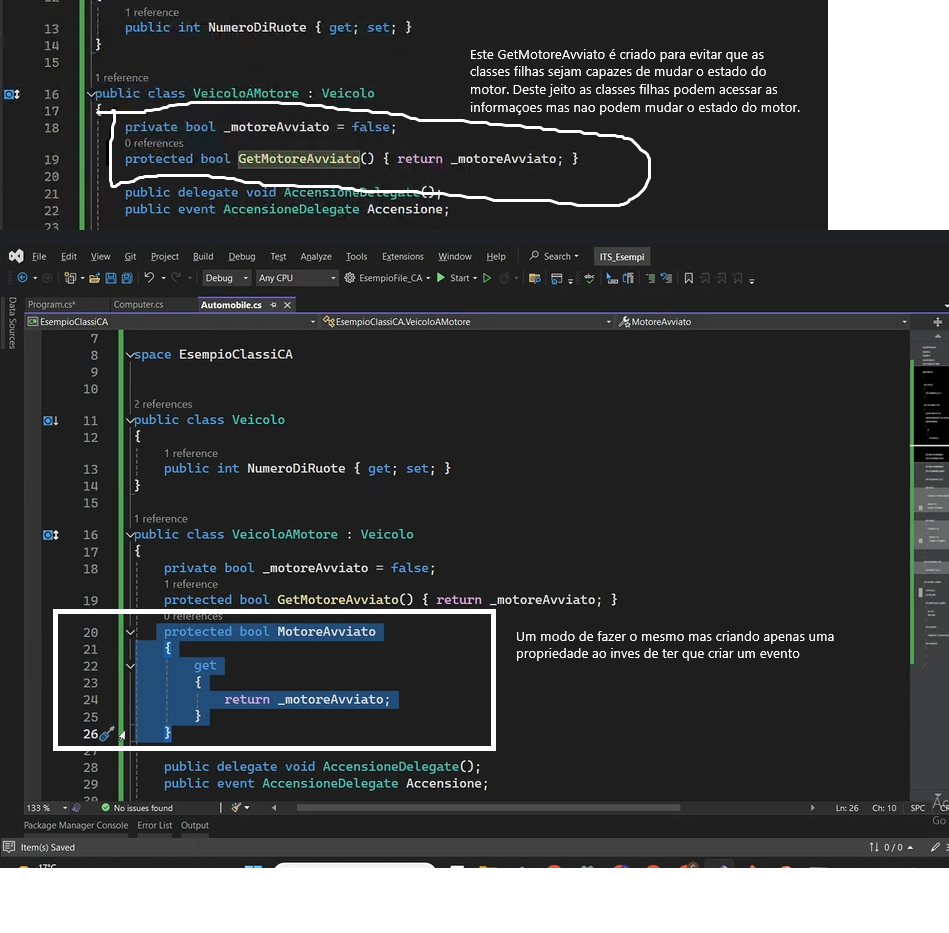 1 reference
13 public int NumeroDiRuote { get; set; }
14 }
15
1 reference
16 public class VeicoloAMotore : Veicolo
17 {
18 private bool _motoreAvviato = false;
0 references
19 protected bool GetMotoreAvviato() { return _motoreAvviato; }
20
21 public delegate void AccensioneDelegate();
22 public event AccensioneDelegate Accensione;
23
Este GetMotoreAvviato é criado para evitar que as
classes filhas sejam capazes de mudar o estado do
motor. Deste jeito as classes filhas podem acessar as
informaçoes mas nao podem mudar o estado do motor.
File Edit View Git Project Build Debug Test Analyze Tools Extensions Window Help Search ITS_Esempi
Debug Any CPU EsempioFile_CA Start
Data Sources
Program.cs* Computer.cs Automobile.cs
EsempioClassiCA EsempioClassiCA.VeicoloAMotore MotoreAvviato
7
8 space EsempioClassiCA
9
10
2 references
11 public class Veicolo
12 {
1 reference
13 public int NumeroDiRuote { get; set; }
14 }
15
1 reference
16 public class VeicoloAMotore : Veicolo
17 {
18 private bool _motoreAvviato = false;
1 reference
19 protected bool GetMotoreAvviato() { return _motoreAvviato; }
0 references
20 protected bool MotoreAvviato
21 {
22 get
23 {
24 return _motoreAvviato;
25 }
26 }
27
28 public delegate void AccensioneDelegate();
29 public event AccensioneDelegate Accensione;
30
Um modo de fazer o mesmo mas criando apenas uma
propriedade ao inves de ter que criar um evento
133 % No issues found Ln: 26 Ch: 10 SPC
Go
Package Manager Console Error List Output
Item(s) Saved 0 / 0
17°C